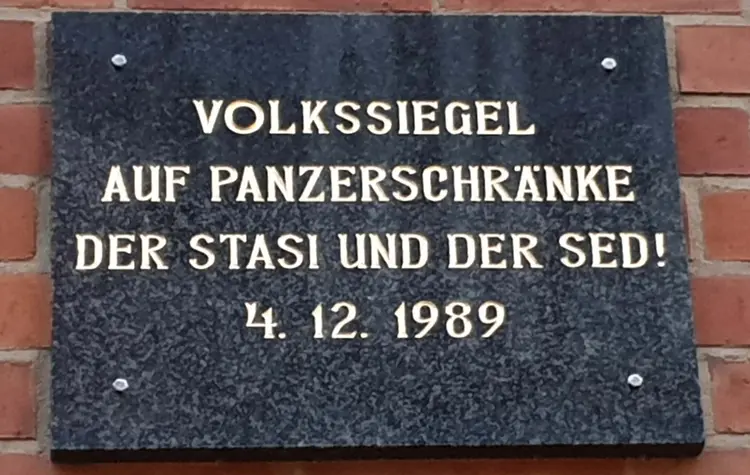 VOLKSSIEGEL
AUF PANZERSCHRÄNKE
DER STASI UND DER SED!
4. 12. 1989